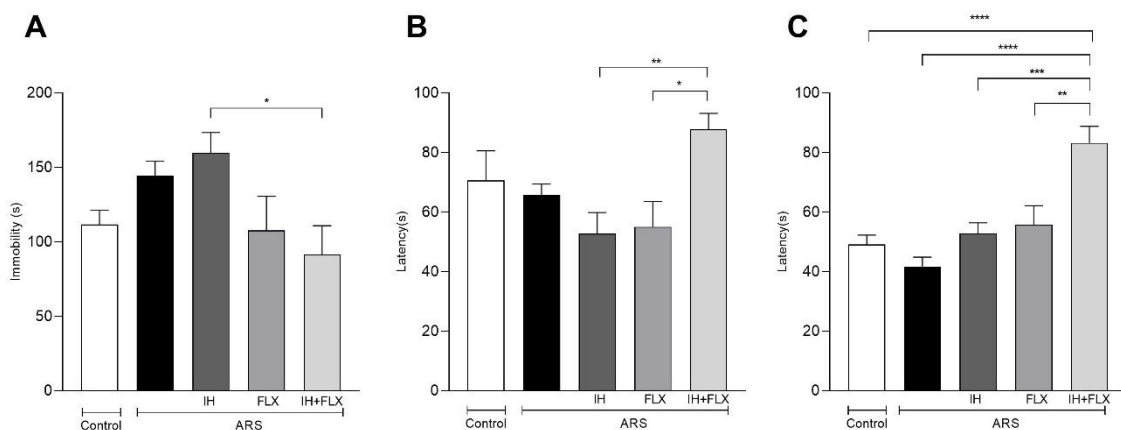 A
B
C
****
****
**
***
*
*
**
200
150
100
50
0
Immobility (s)
IH
FLX
IH+FLX
Control
ARS
100
80
60
40
20
0
Latency(s)
IH
FLX
IH+FLX
Control
ARS
100
80
60
40
20
0
Latency(s)
IH
FLX
IH+FLX
Control
ARS